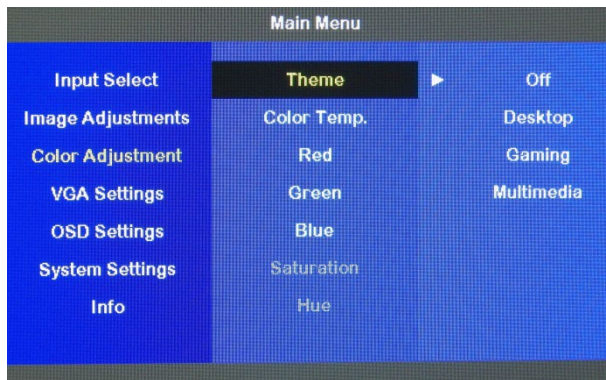 Main Menu
Input Select
Image Adjustments
Color Adjustment
VGA Settings
OSD Settings
System Settings
Info
Theme
Color Temp.
Red
Green
Blue
Saturation
Hue
Off
Desktop
Gaming
Multimedia